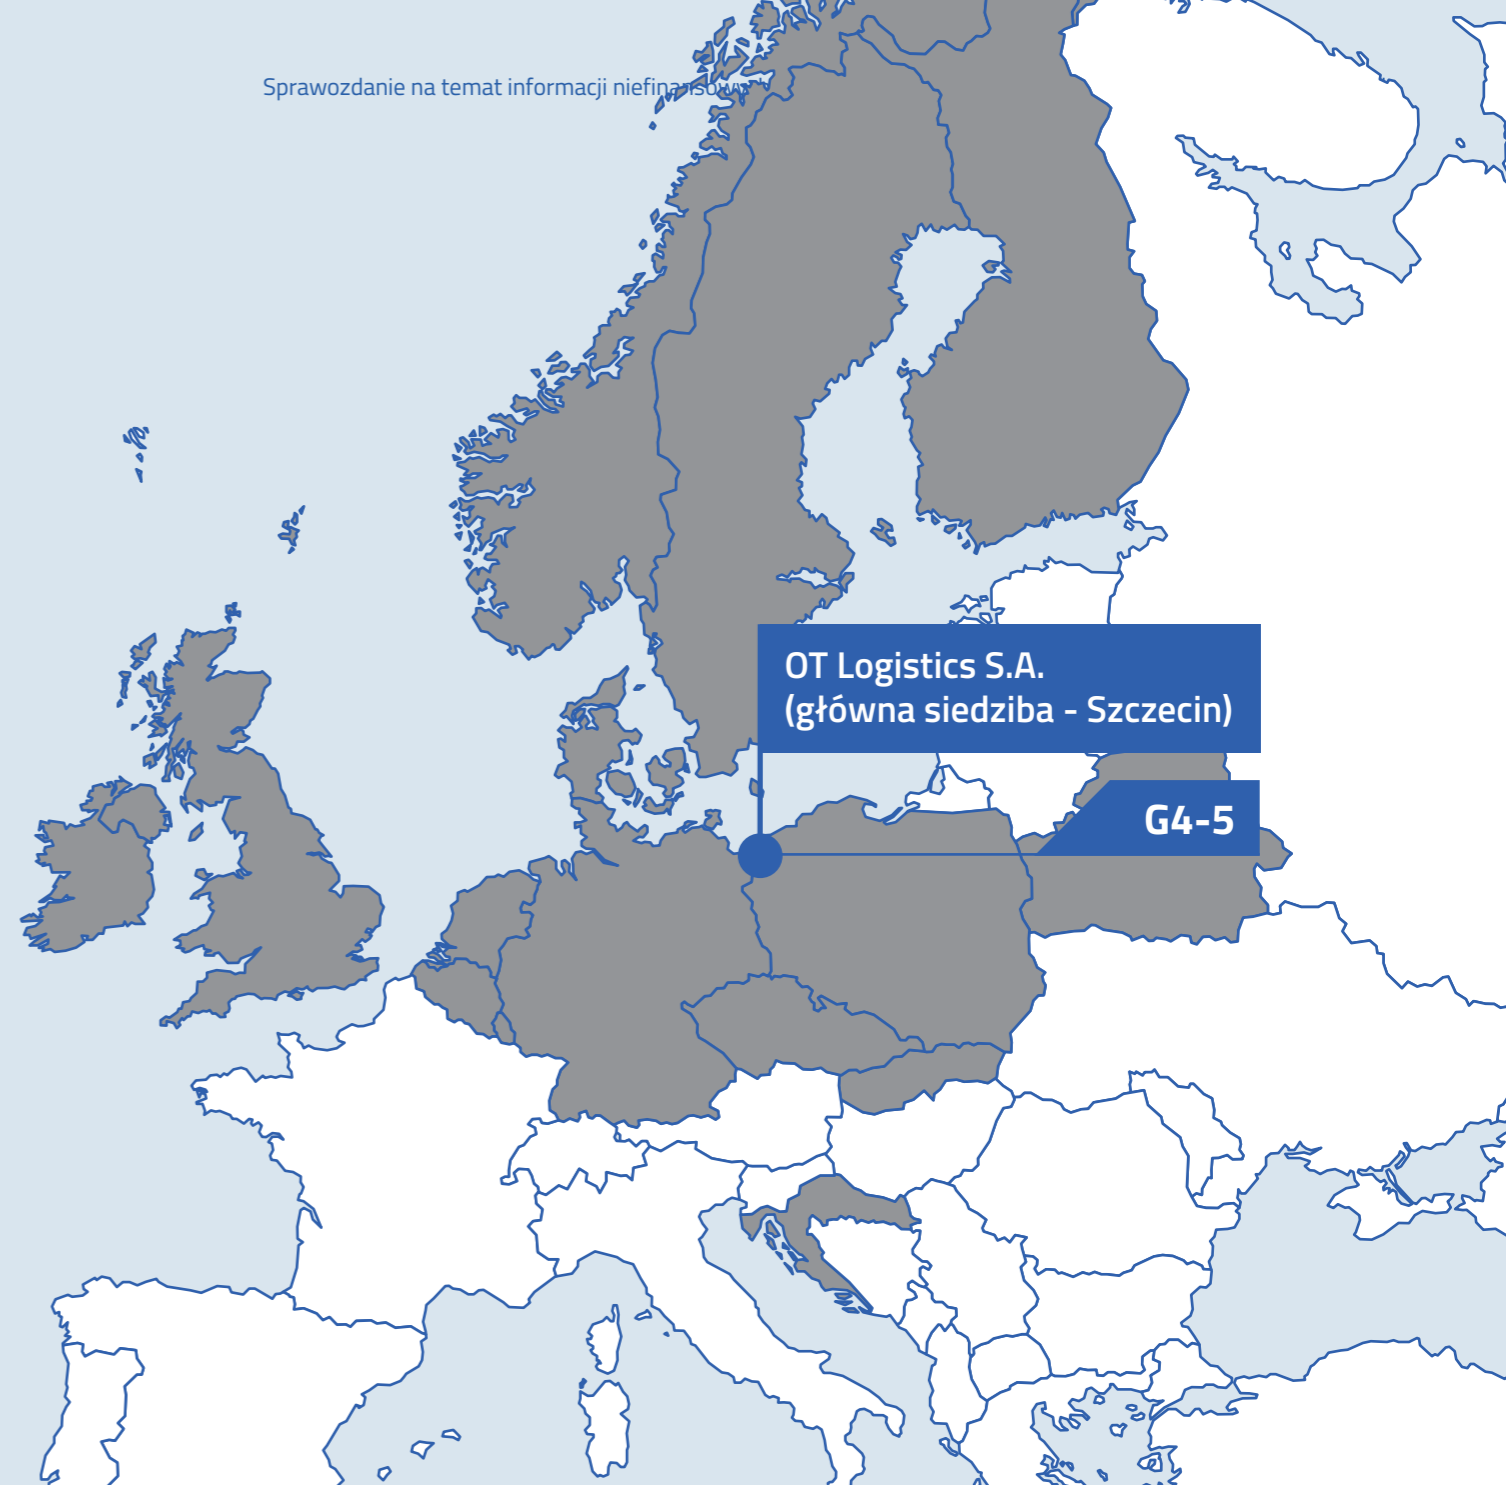 Sprawozdanie na temat informacji niefinansowych
OT Logistics S.A.
(główna siedziba - Szczecin)
G4-5